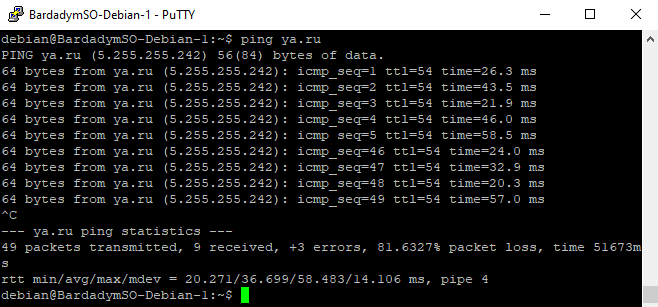 BardadymSO-Debian-1 - PuTTY
debian@BardadymSO-Debian-1:~$ ping ya.ru
PING ya.ru (5.255.255.242) 56(84) bytes of data.
64 bytes from ya.ru (5.255.255.242): icmp_seq=1 ttl=54 time=26.3 ms
64 bytes from ya.ru (5.255.255.242): icmp_seq=2 ttl=54 time=43.5 ms
64 bytes from ya.ru (5.255.255.242): icmp_seq=3 ttl=54 time=21.9 ms
64 bytes from ya.ru (5.255.255.242): icmp_seq=4 ttl=54 time=46.0 ms
64 bytes from ya.ru (5.255.255.242): icmp_seq=5 ttl=54 time=58.5 ms
64 bytes from ya.ru (5.255.255.242): icmp_seq=46 ttl=54 time=24.0 ms
64 bytes from ya.ru (5.255.255.242): icmp_seq=47 ttl=54 time=32.9 ms
64 bytes from ya.ru (5.255.255.242): icmp_seq=48 ttl=54 time=20.3 ms
64 bytes from ya.ru (5.255.255.242): icmp_seq=49 ttl=54 time=57.0 ms
^C
--- ya.ru ping statistics ---
49 packets transmitted, 9 received, +3 errors, 81.6327% packet loss, time 51673m
s
rtt min/avg/max/mdev = 20.271/36.699/58.483/14.106 ms, pipe 4
debian@BardadymSO-Debian-1:~$